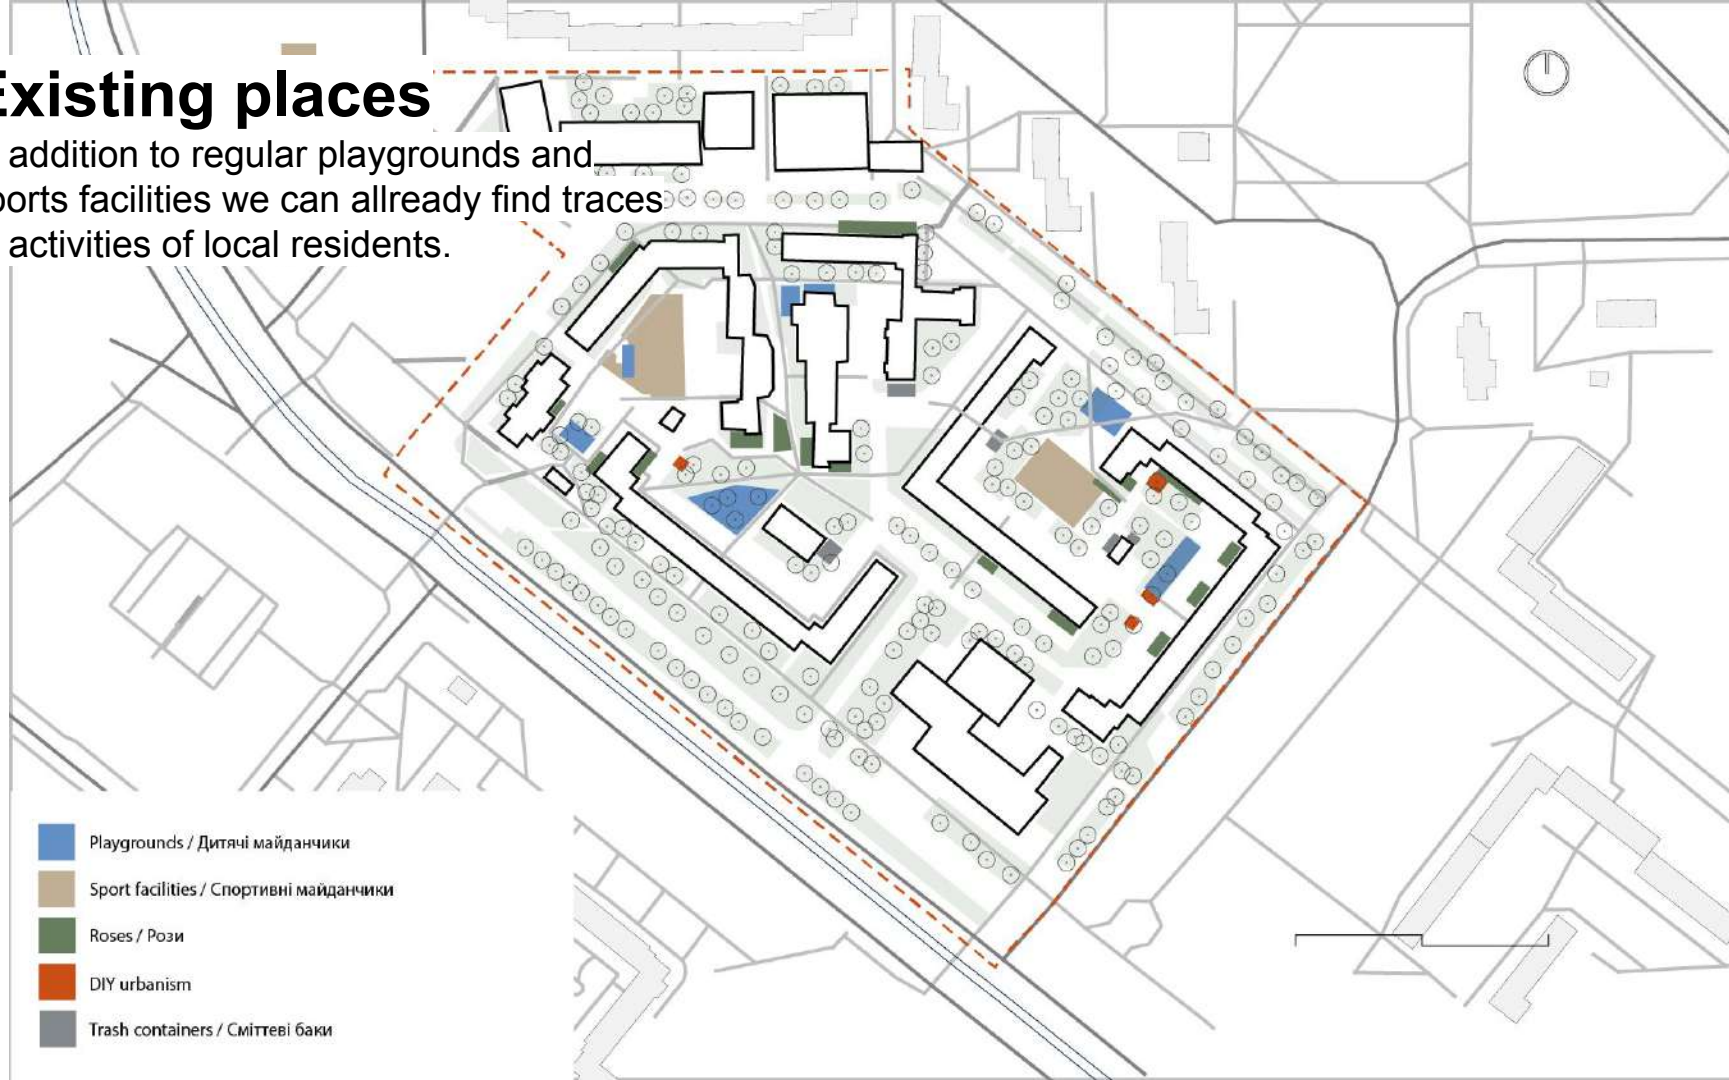 Existing places
addition to regular playgrounds and
ports facilities we can allready find traces
activities of local residents.
Playgrounds / Дитячі майданчики
Sport facilities / Спортивні майданчики
Roses / Рози
DIY urbanism
Trash containers / Сміттеві баки